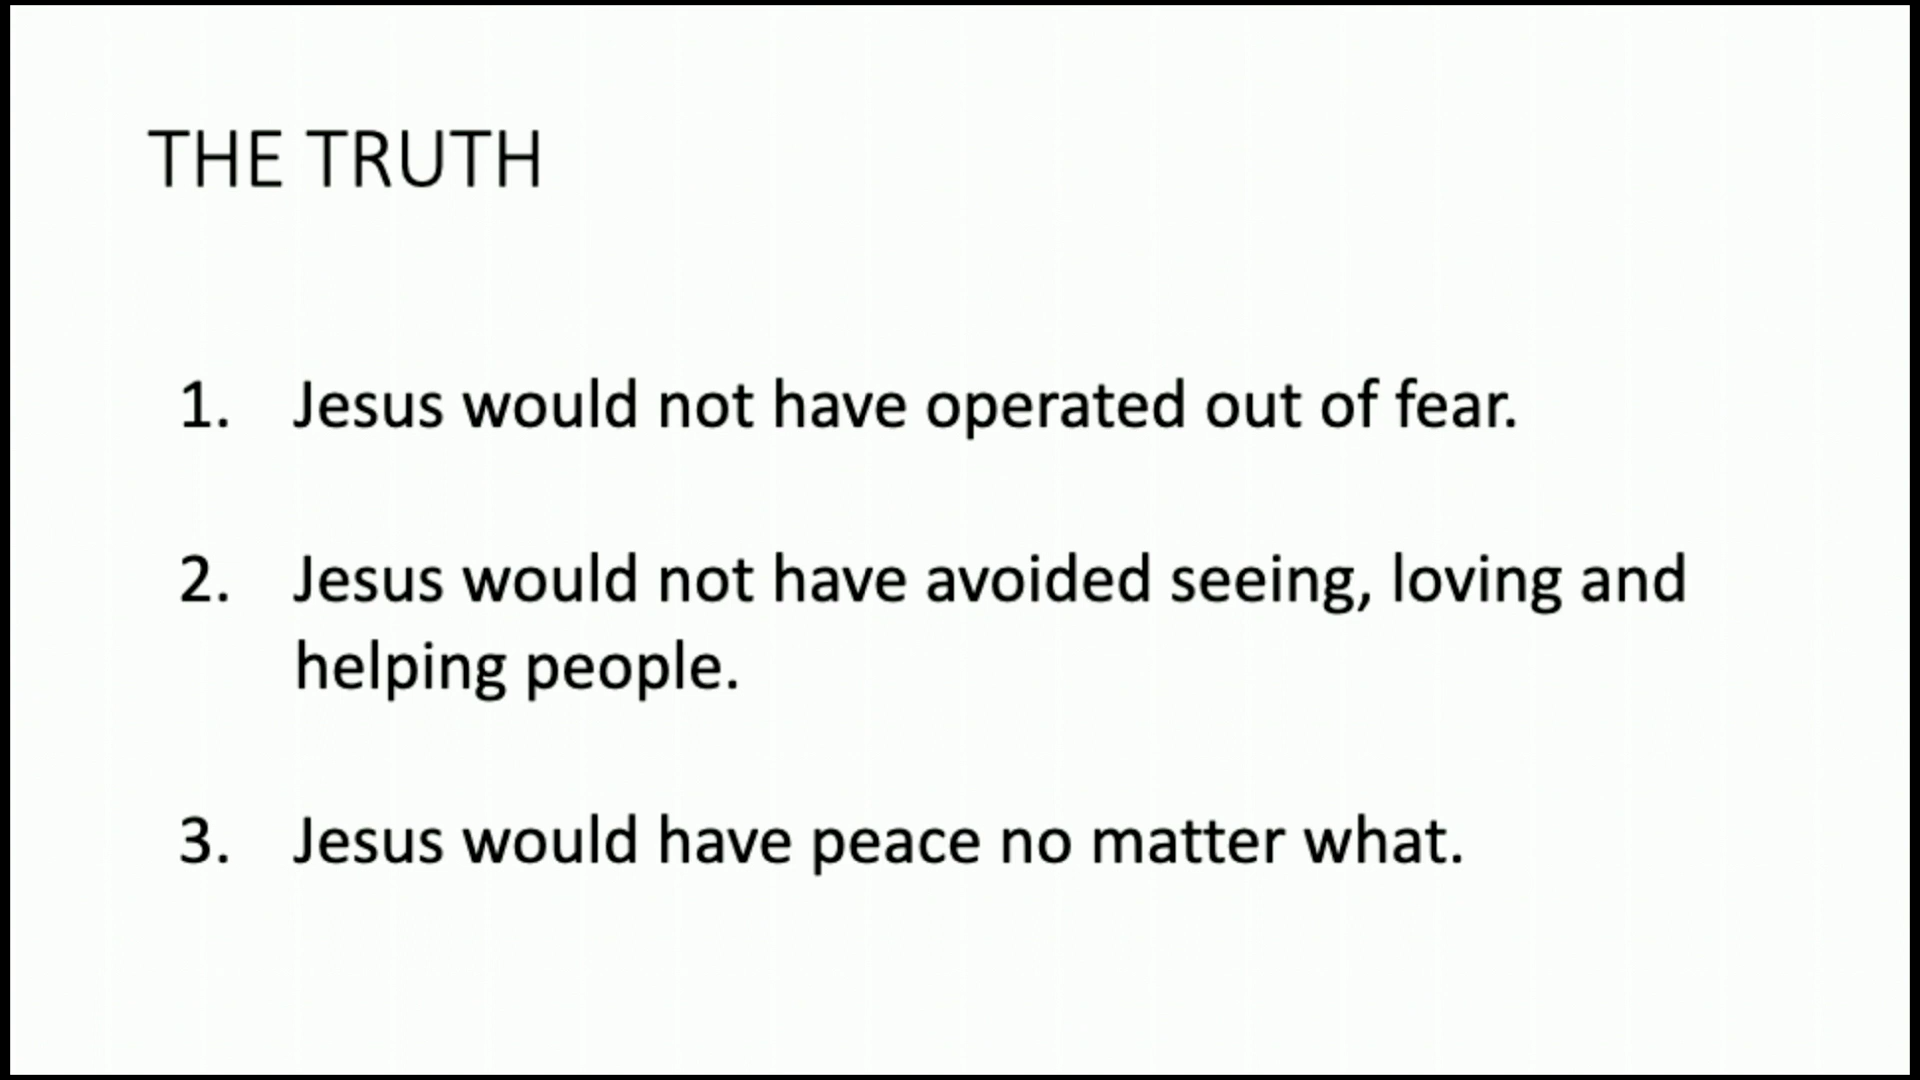 THE TRUTH
1. Jesus would not have operated out of fear.
2. Jesus would not have avoided seeing, loving and
helping people.
3. Jesus would have peace no matter what.